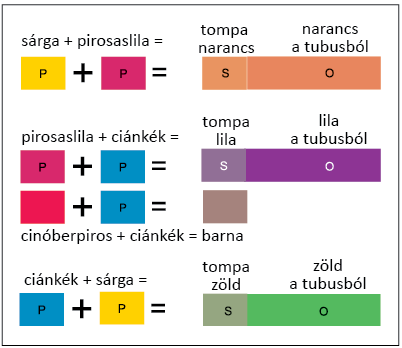 sárga + pirosaslila =
tompa narancs
narancs a tubusból
P + P = S O
pirosaslila + ciánkék =
tompa lila
lila a tubusból
P + P = S O
+ P =
cinóberpiros + ciánkék = barna
ciánkék + sárga =
tompa zöld
zöld a tubusból
P + P = S O